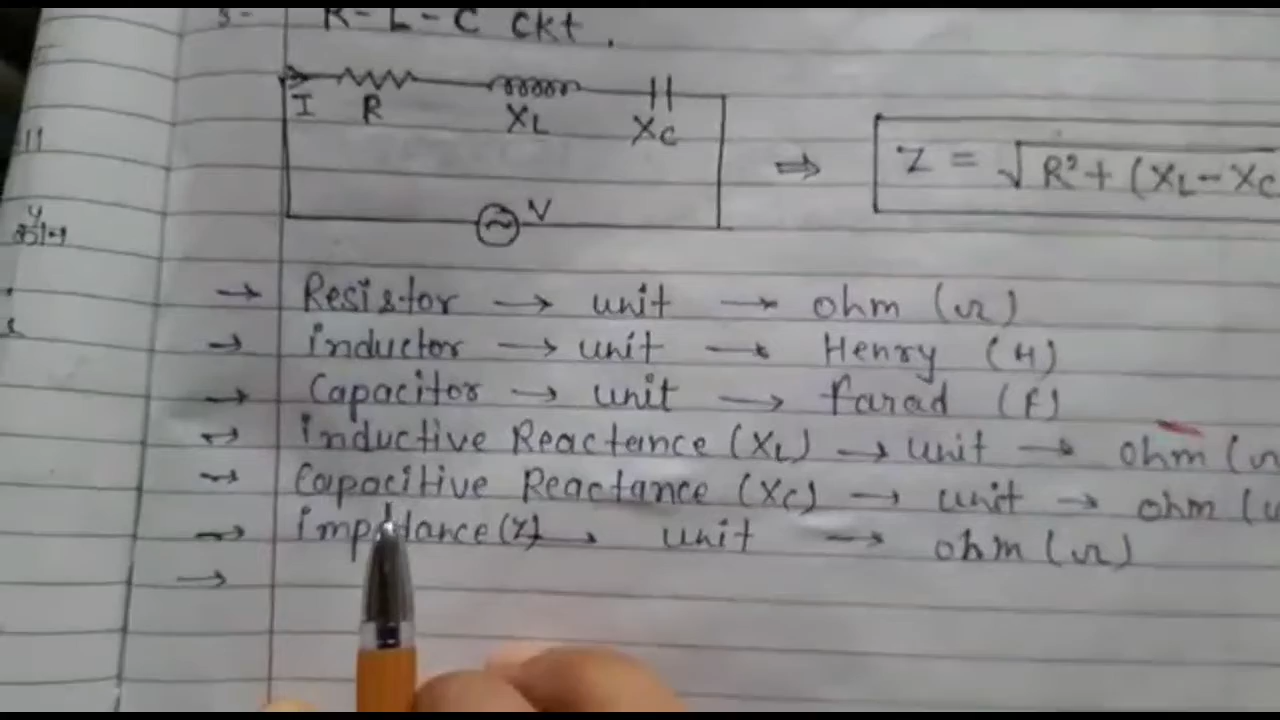 R-L-C Ckt.
I R XL XC
V
⇒ Z = √R²+(XL-XC
→ Resistor → unit → ohm (Ω)
→ inductor → unit → Henry (H)
→ Capacitor → unit → farad (F)
→ inductive Reactance (XL) → unit → ohm (Ω
→ Capacitive Reactance (XC) → unit → ohm (
→ impedance (Z) → unit → ohm (Ω)
→